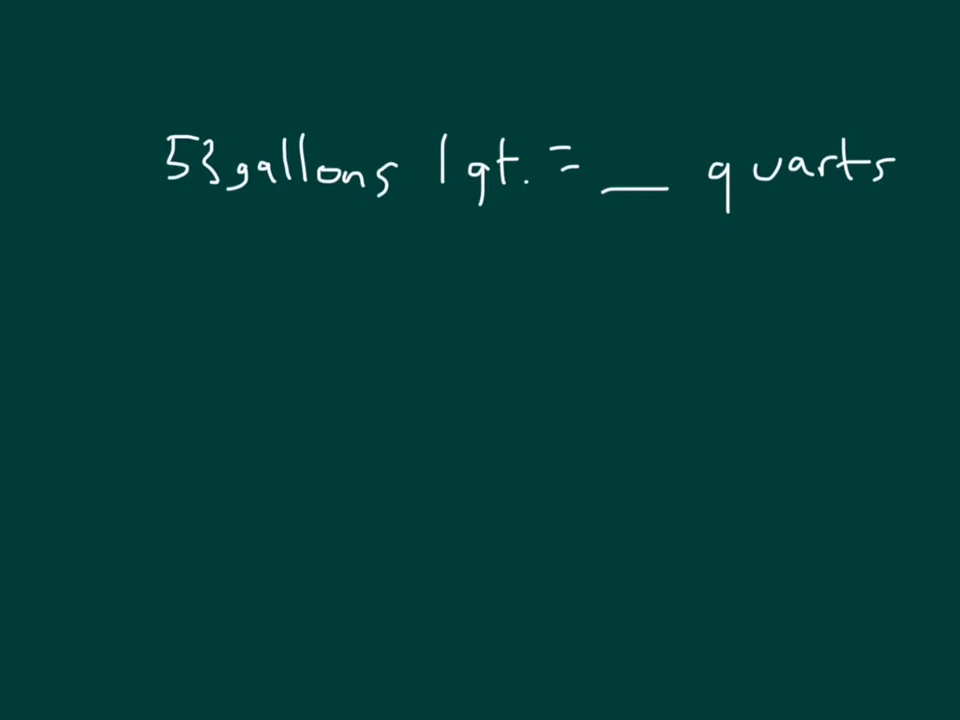 53 gallons 1 qt. = __ quarts